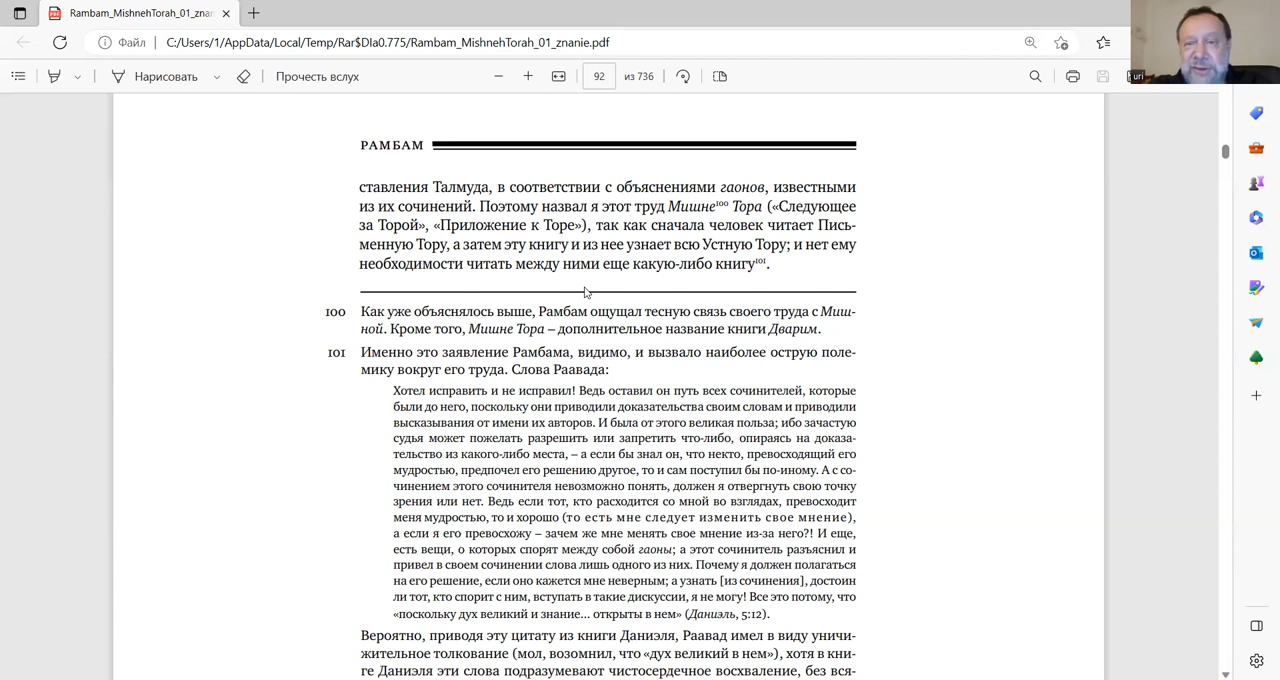 Rambam_MishnehTorah_01_znan
Файл C:/Users/1/AppData/Local/Temp/Rar$DIa0.775/Rambam_MishnehTorah_01_znanie.pdf
Нарисовать Прочесть вслух 92 из 736
uri
РАМБАМ
ставления Талмуда, в соответствии с объяснениями гаонов, известными
из их сочинений. Поэтому назвал я этот труд Мишне¹⁰⁰ Тора («Следующее
за Торой», «Приложение к Торе»), так как сначала человек читает Пись-
менную Тору, а затем эту книгу и из нее узнает всю Устную Тору; и нет ему
необходимости читать между ними еще какую-либо книгу¹⁰¹.
100 Как уже объяснялось выше, Рамбам ощущал тесную связь своего труда с Миш-
ной. Кроме того, Мишне Тора – дополнительное название книги Дварим.
101 Именно это заявление Рамбама, видимо, и вызвало наиболее острую поле-
мику вокруг его труда. Слова Раавада:
Хотел исправить и не исправил! Ведь оставил он путь всех сочинителей, которые
были до него, поскольку они приводили доказательства своим словам и приводили
высказывания от имени их авторов. И была от этого великая польза; ибо зачастую
судья может пожелать разрешить или запретить что-либо, опираясь на доказа-
тельство из какого-либо места, – а если бы знал он, что некто, превосходящий его
мудростью, предпочел его решению другое, то и сам поступил бы по-иному. А с со-
чинением этого сочинителя невозможно понять, должен я отвергнуть свою точку
зрения или нет. Ведь если тот, кто расходится со мной во взглядах, превосходит
меня мудростью, то и хорошо (то есть мне следует изменить свое мнение),
а если я его превосхожу – зачем же мне менять свое мнение из-за него?! И еще,
есть вещи, о которых спорят между собой гаоны; а этот сочинитель разъяснил и
привел в своем сочинении слова лишь одного из них. Почему я должен полагаться
на его решение, если оно кажется мне неверным; а узнать [из сочинения], достоин
ли тот, кто спорит с ним, вступать в такие дискуссии, я не могу! Все это потому, что
«поскольку дух великий и знание... открыты в нем» (Даниэль, 5:12).
Вероятно, приводя эту цитату из книги Даниэля, Раавад имел в виду уничи-
жительное толкование (мол, возомнил, что «дух великий в нем»), хотя в кни-
ге Даниэля эти слова подразумевают чистосердечное восхваление, без вся-